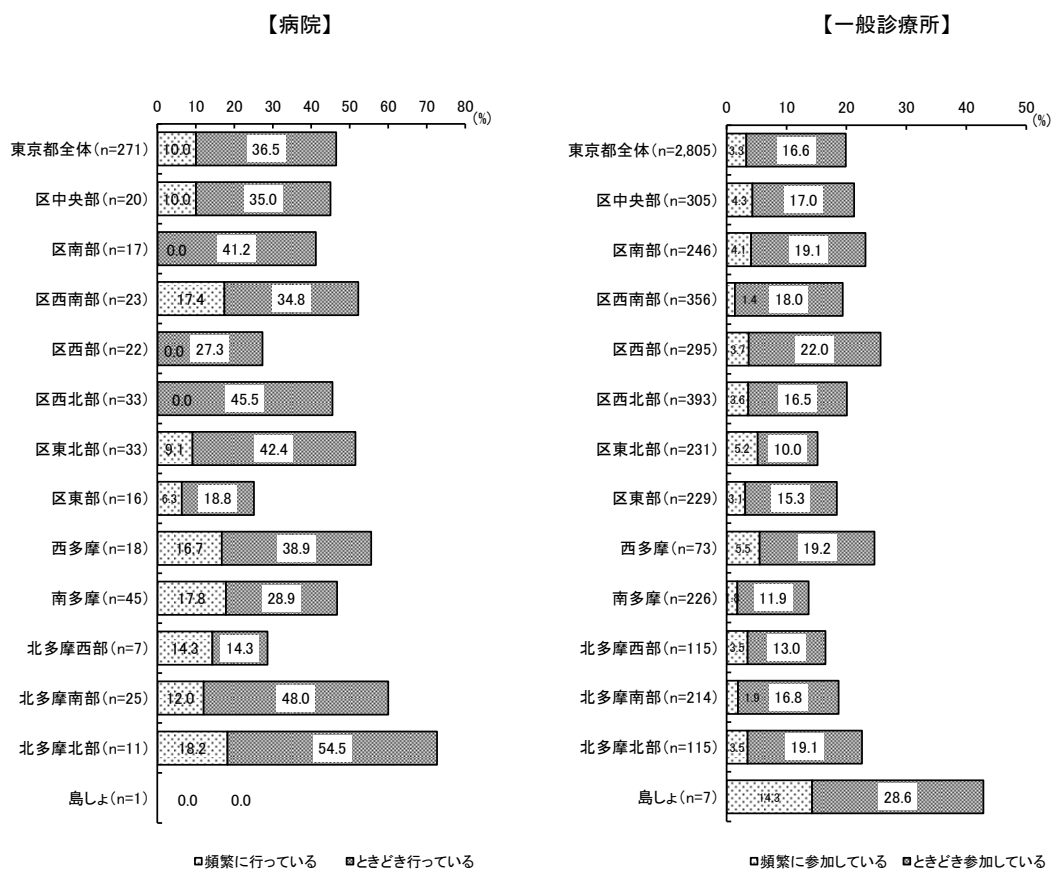 【病院】
0 10 20 30 40 50 60 70 80
(%)
東京都全体(n=271) 10.0 36.5
区中央部(n=20) 10.0 35.0
区南部(n=17) 0.0 41.2
区西南部(n=23) 17.4 34.8
区西部(n=22) 0.0 27.3
区西北部(n=33) 0.0 45.5
区東北部(n=33) 9.1 42.4
区東部(n=16) 6.3 18.8
西多摩(n=18) 16.7 38.9
南多摩(n=45) 17.8 28.9
北多摩西部(n=7) 14.3 14.3
北多摩南部(n=25) 12.0 48.0
北多摩北部(n=11) 18.2 54.5
島しょ(n=1) 0.0 0.0
頻繁に行っている ときどき行っている
【一般診療所】
0 10 20 30 40 50
(%)
東京都全体(n=2,805) 3.3 16.6
区中央部(n=305) 4.3 17.0
区南部(n=246) 4.1 19.1
区西南部(n=356) 1.4 18.0
区西部(n=295) 3.7 22.0
区西北部(n=393) 3.6 16.5
区東北部(n=231) 5.2 10.0
区東部(n=229) 3.1 15.3
西多摩(n=73) 5.5 19.2
南多摩(n=226) 11.9
北多摩西部(n=115) 3.5 13.0
北多摩南部(n=214) 1.9 16.8
北多摩北部(n=115) 3.5 19.1
島しょ(n=7) 14.3 28.6
頻繁に参加している ときどき参加している